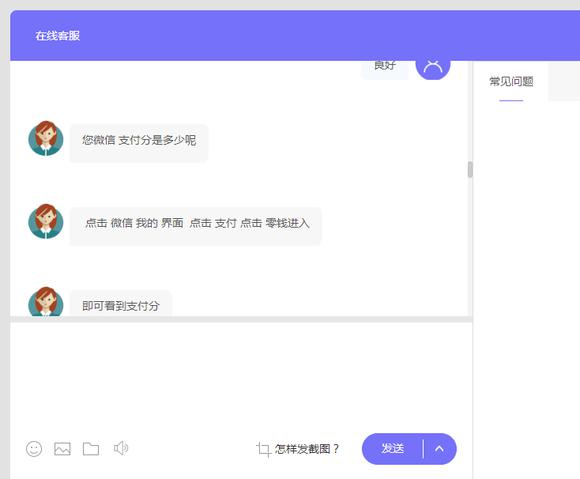 在线客服
良好
常见问题
您微信 支付分是多少呢
点击 微信 我的 界面 点击 支付 点击 零钱进入
即可看到支付分
怎样发截图？
发送